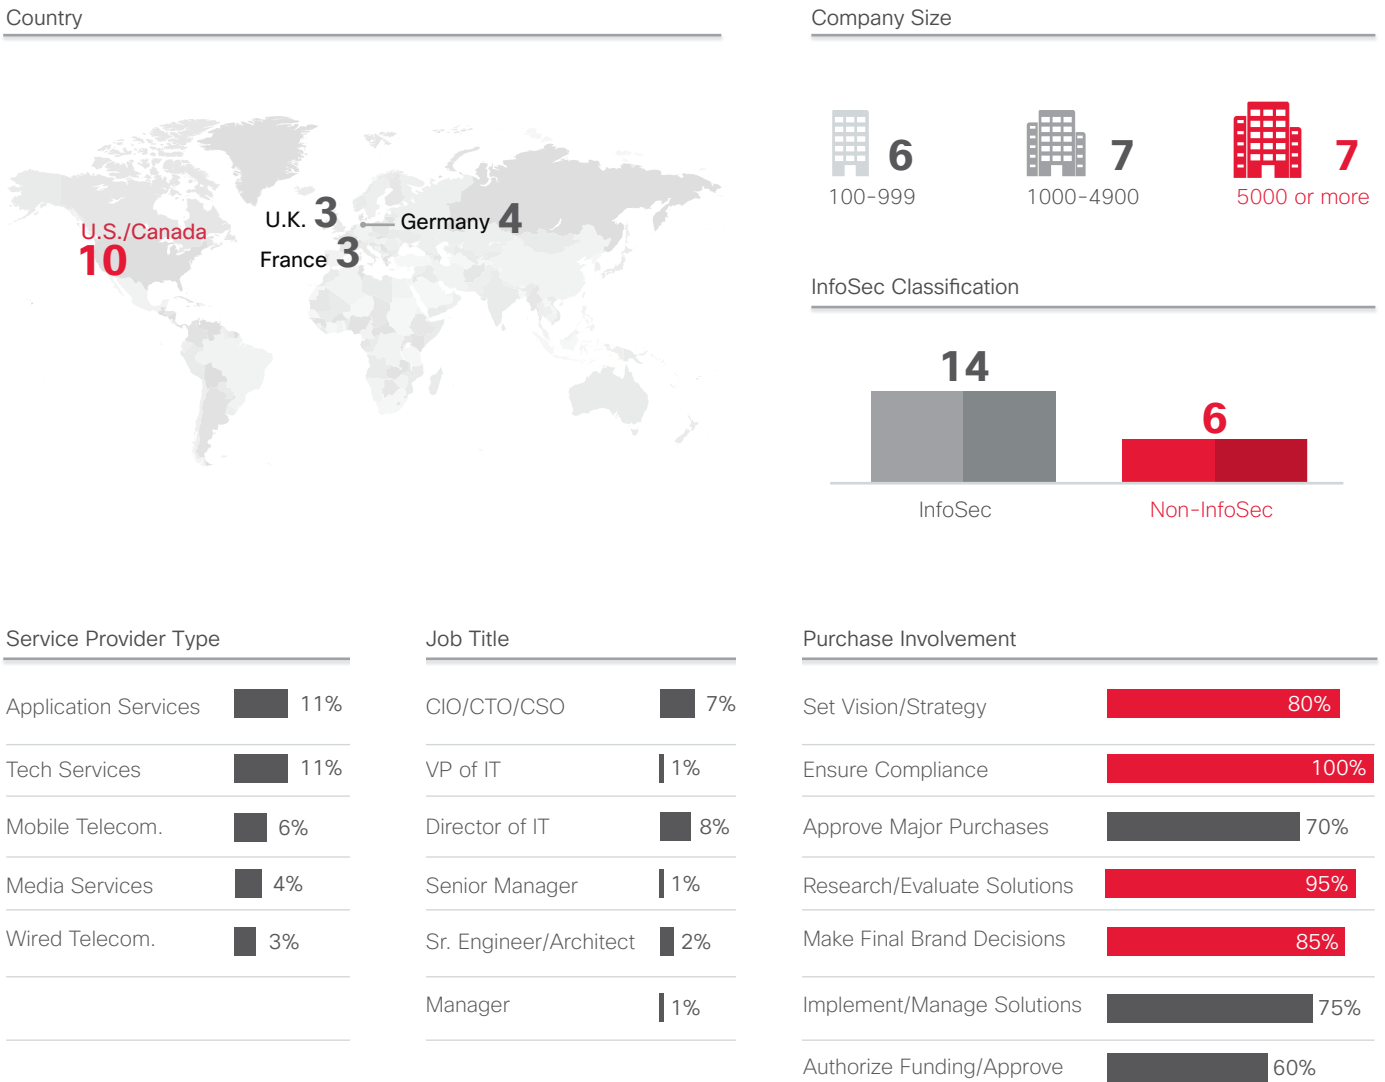 Country
U.S./Canada
10
U.K. 3
Germany 4
France 3
Company Size
6
100-999
7
1000-4900
7
5000 or more
InfoSec Classification
14
InfoSec
6
Non-InfoSec
Service Provider Type
Application Services 11%
Tech Services 11%
Mobile Telecom. 6%
Media Services 4%
Wired Telecom. 3%
Job Title
CIO/CTO/CSO 7%
VP of IT 1%
Director of IT 8%
Senior Manager 1%
Sr. Engineer/Architect 2%
Manager 1%
Purchase Involvement
Set Vision/Strategy 80%
Ensure Compliance 100%
Approve Major Purchases 70%
Research/Evaluate Solutions 95%
Make Final Brand Decisions 85%
Implement/Manage Solutions 75%
Authorize Funding/Approve 60%